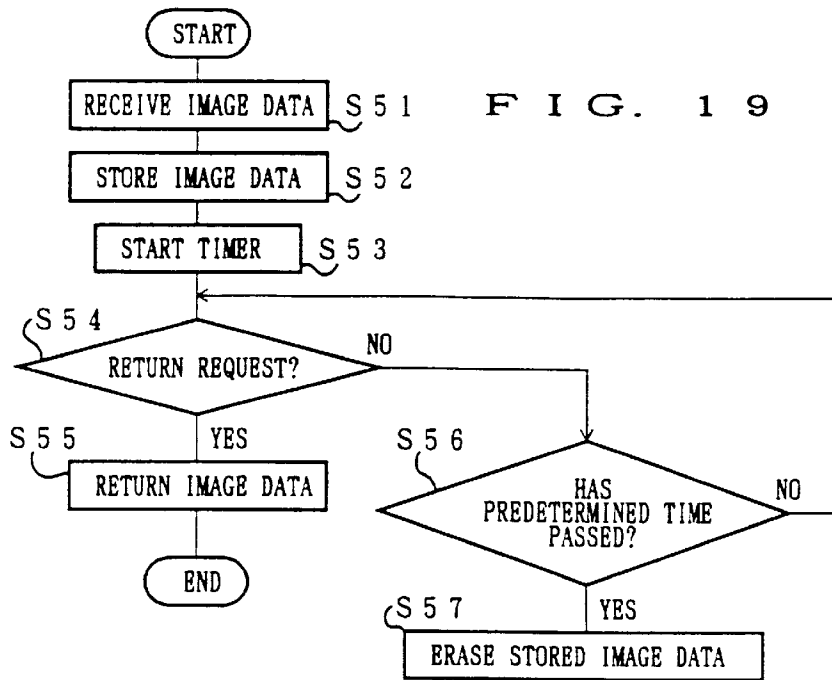 START
RECEIVE IMAGE DATA
S51
FIG. 19
STORE IMAGE DATA
S52
START TIMER
S53
S54
RETURN REQUEST?
NO
YES
S55
RETURN IMAGE DATA
END
S56
HAS
PREDETERMINED TIME
PASSED?
NO
YES
S57
ERASE STORED IMAGE DATA